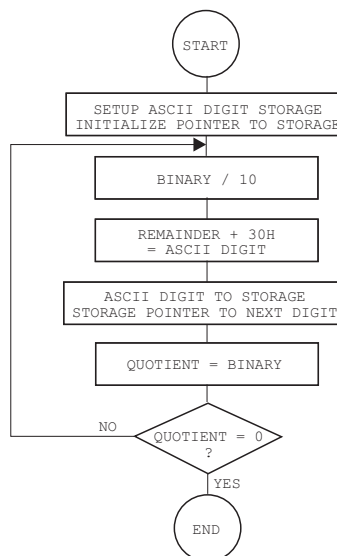 START
SETUP ASCII DIGIT STORAGE
INITIALIZE POINTER TO STORAGE
BINARY / 10
REMAINDER + 30H
= ASCII DIGIT
ASCII DIGIT TO STORAGE
STORAGE POINTER TO NEXT DIGIT
QUOTIENT = BINARY
NO
QUOTIENT = 0
?
YES
END